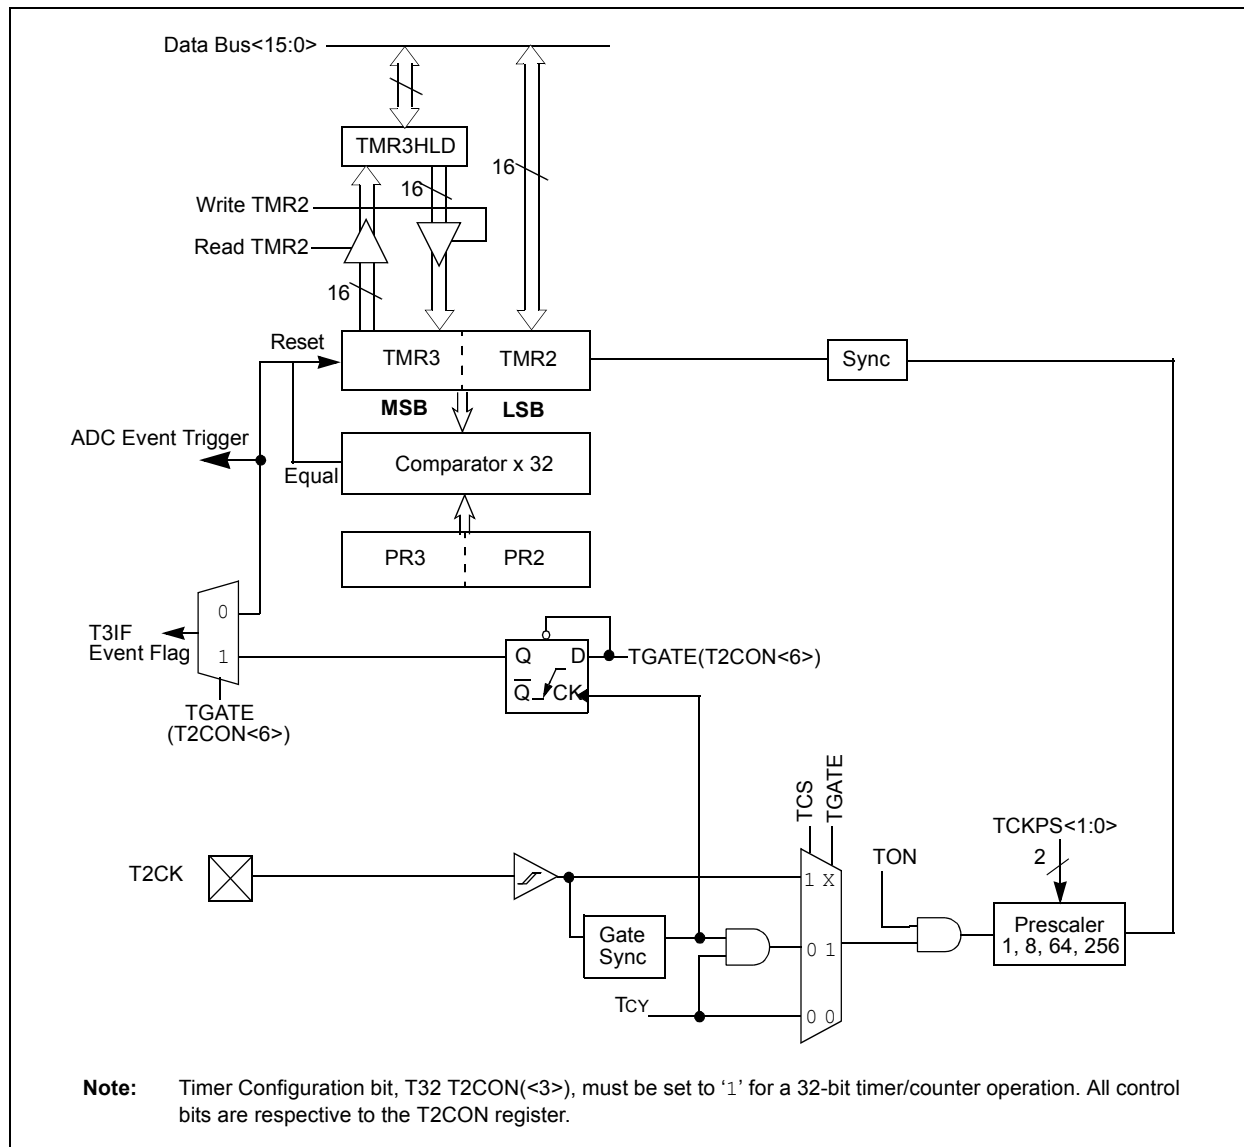 Data Bus<15:0>
TMR3HLD
16
16
Write TMR2
Read TMR2
16
Reset
TMR3
TMR2
Sync
MSB
LSB
ADC Event Trigger
Equal
Comparator x 32
PR3
PR2
0
T3IF
Event Flag
1
Q
D
TGATE(T2CON<6>)
Q
CK
TGATE
(T2CON<6>)
TCS
TGATE
TCKPS<1:0>
2
TON
T2CK
1 X
Gate
Sync
0 1
Prescaler
1, 8, 64, 256
TCY
0 0
Note: Timer Configuration bit, T32 T2CON(<3>), must be set to ‘1’ for a 32-bit timer/counter operation. All control
bits are respective to the T2CON register.